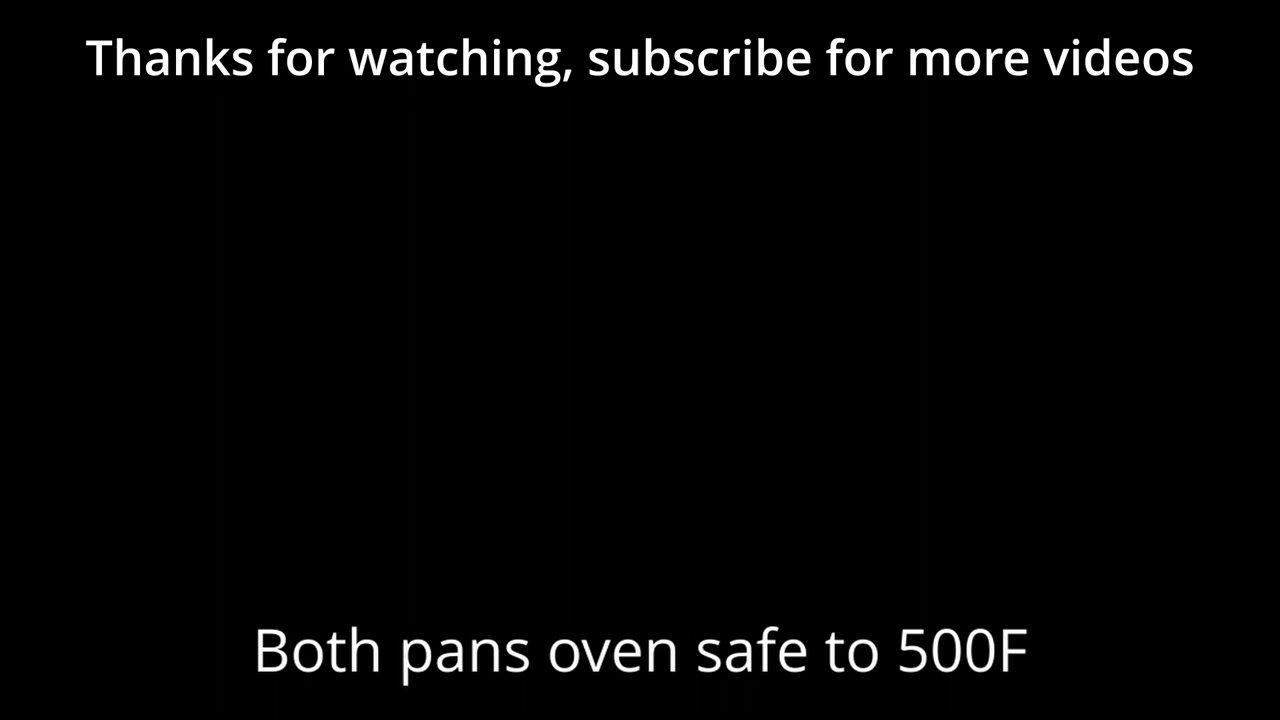 Thanks for watching, subscribe for more videos
Both pans oven safe to 500F